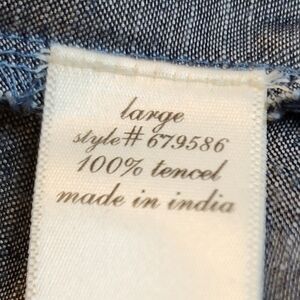 large
style# 679586
100% tencel
made in india